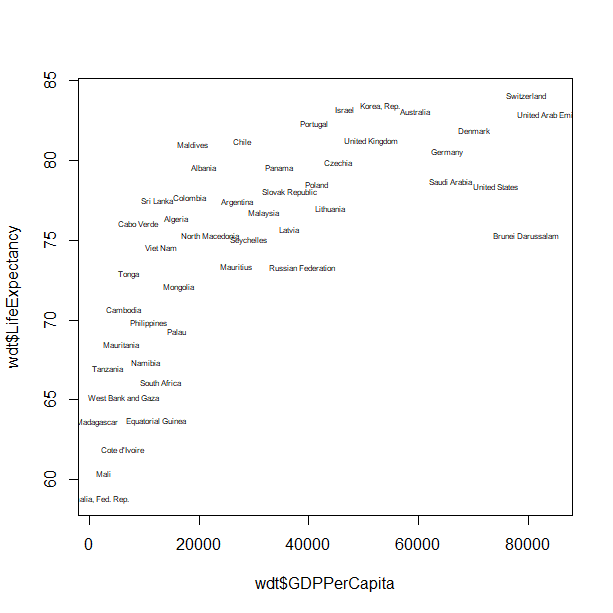 85
Switzerland
Korea, Rep.
Israel
Australia
United Arab Emi
Portugal
Denmark
Chile
United Kingdom
Maldives
Germany
80
Czechia
Albania
Panama
Saudi Arabia
Poland
United States
Slovak Republic
Colombia
Sri Lanka
Argentina
Lithuania
Malaysia
Algeria
Cabo Verde
Latvia
North Macedonia
Brunei Darussalam
Seychelles
75
Viet Nam
Mauritius
Russian Federation
Tonga
Mongolia
Cambodia
70
Philippines
Palau
Mauritania
Namibia
Tanzania
South Africa
65
West Bank and Gaza
Madagascar
Equatorial Guinea
Cote d'Ivoire
Mali
60
alia, Fed. Rep.
wdt$LifeExpectancy
0 20000 40000 60000 80000
wdt$GDPPerCapita